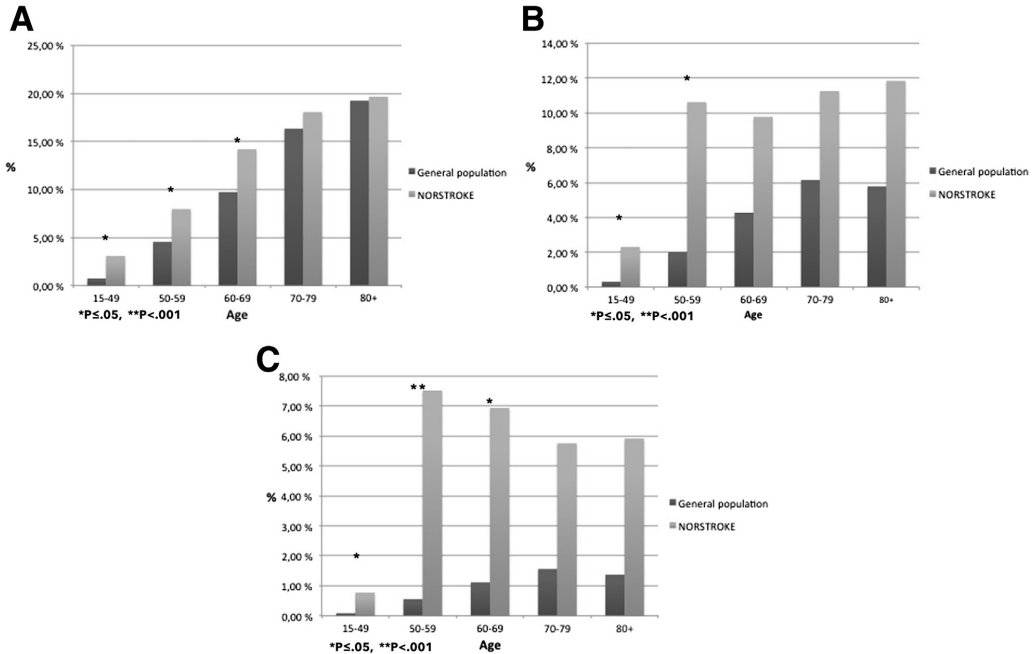 A
25,00 %
20,00 %
15,00 %
10,00 %
5,00 %
0,00 %
%
*
*
*
General population
NORSTROKE
15-49 50-59 60-69 70-79 80+
*P≤.05, **P<.001 Age
B
14,00 %
12,00 %
10,00 %
8,00 %
6,00 %
4,00 %
2,00 %
0,00 %
%
*
*
General population
NORSTROKE
15-49 50-59 60-69 70-79 80+
*P≤.05, **P<.001 Age
C
8,00 %
7,00 %
6,00 %
5,00 %
4,00 %
3,00 %
2,00 %
1,00 %
0,00 %
%
*
**
*
General population
NORSTROKE
15-49 50-59 60-69 70-79 80+
*P≤.05, **P<.001 Age